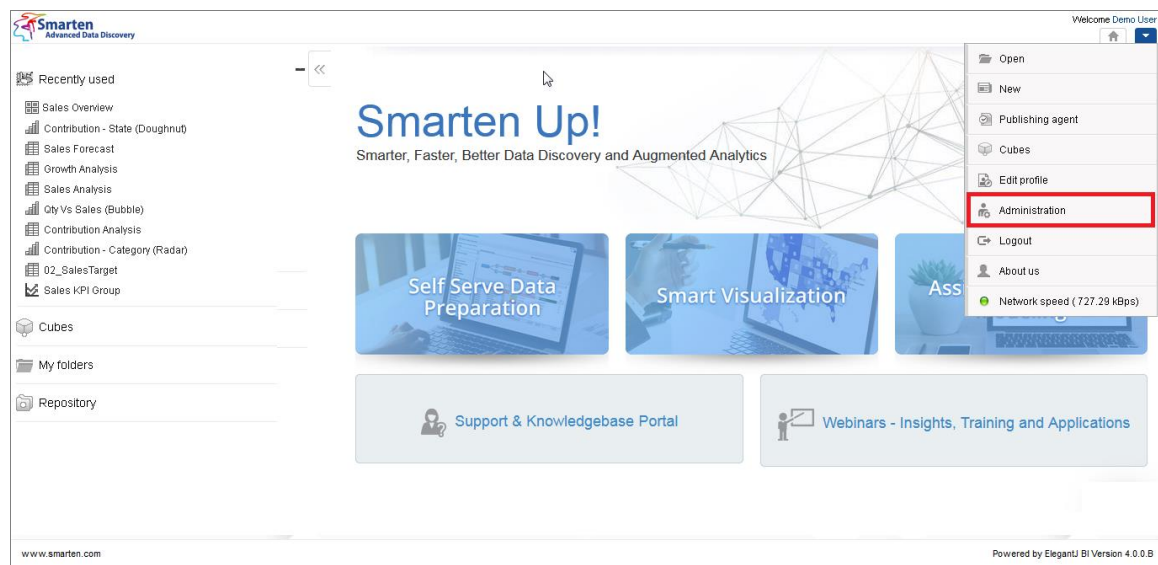 Smarten
Advanced Data Discovery
Welcome Demo User
Recently used
Sales Overview
Contribution - State (Doughnut)
Sales Forecast
Growth Analysis
Sales Analysis
Qty Vs Sales (Bubble)
Contribution Analysis
Contribution - Category (Radar)
02_SalesTarget
Sales KPI Group
Cubes
My folders
Repository
Smarten Up!
Smarter, Faster, Better Data Discovery and Augmented Analytics
Self Serve Data
Preparation
Smart Visualization
Ass
Open
New
Publishing agent
Cubes
Edit profile
Administration
Logout
About us
Network speed ( 727.29 kBps)
Support & Knowledgebase Portal
Webinars - Insights, Training and Applications
www.smarten.com
Powered by ElegantJ BI Version 4.0.0.B